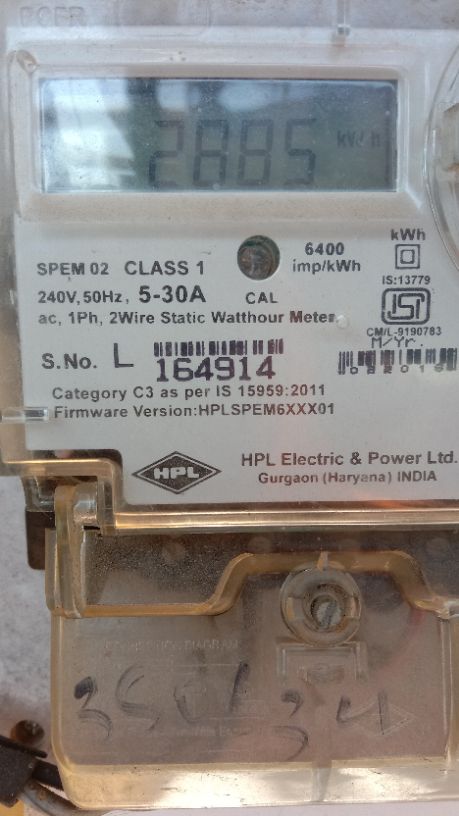 2885 kWh
6400
imp/kWh
kWh
IS:13779
SPEM 02 CLASS 1
240V,50Hz, 5-30A CAL
ac, 1Ph, 2Wire Static Watthour Meter
ISI
CM/L-9190783
M/Yr.
S.No. L 164914
Category C3 as per IS 15959:2011
Firmware Version:HPLSPEM6XXX01
HPL
HPL Electric & Power Ltd.
Gurgaon (Haryana) INDIA
DIAGRAM